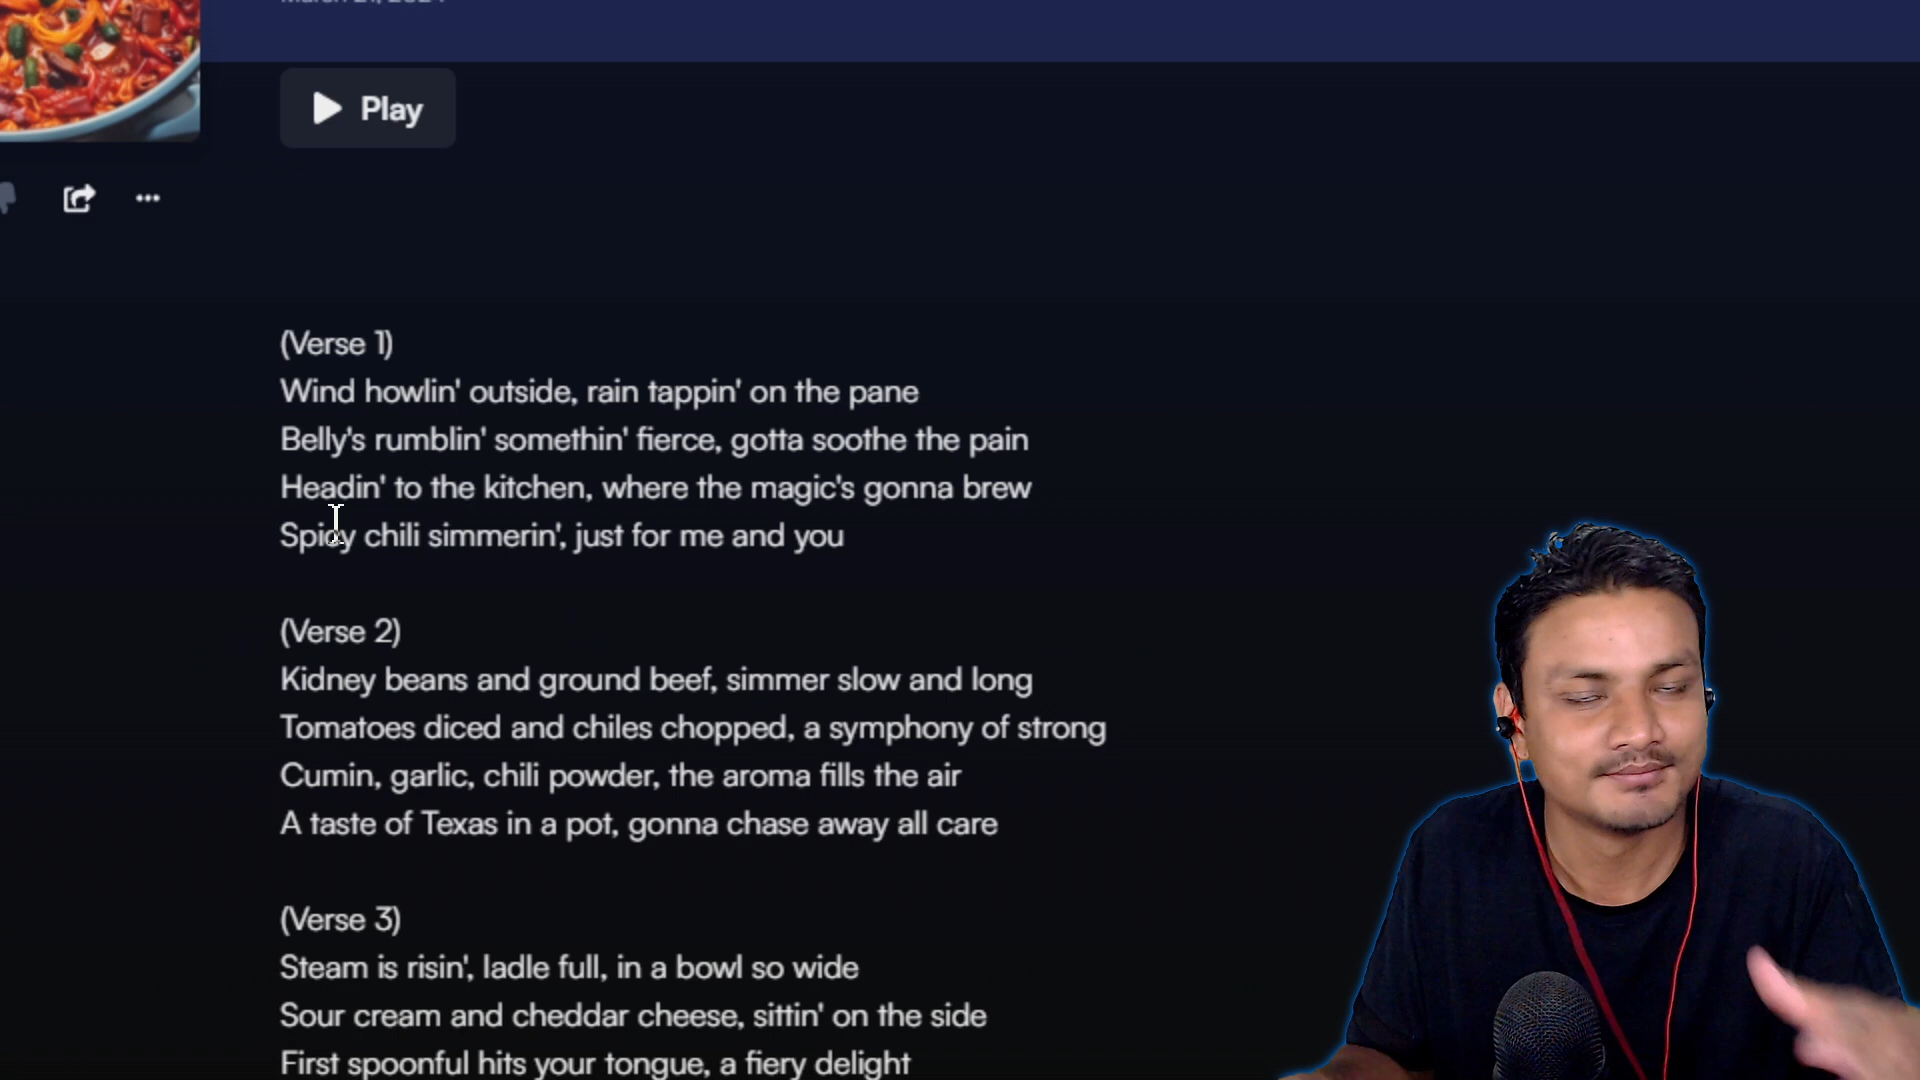 Play
(Verse 1)
Wind howlin' outside, rain tappin' on the pane
Belly's rumblin' somethin' fierce, gotta soothe the pain
Headin' to the kitchen, where the magic's gonna brew
Spicy chili simmerin', just for me and you
(Verse 2)
Kidney beans and ground beef, simmer slow and long
Tomatoes diced and chiles chopped, a symphony of strong
Cumin, garlic, chili powder, the aroma fills the air
A taste of Texas in a pot, gonna chase away all care
(Verse 3)
Steam is risin', ladle full, in a bowl so wide
Sour cream and cheddar cheese, sittin' on the side
First spoonful hits your tongue, a fiery delight